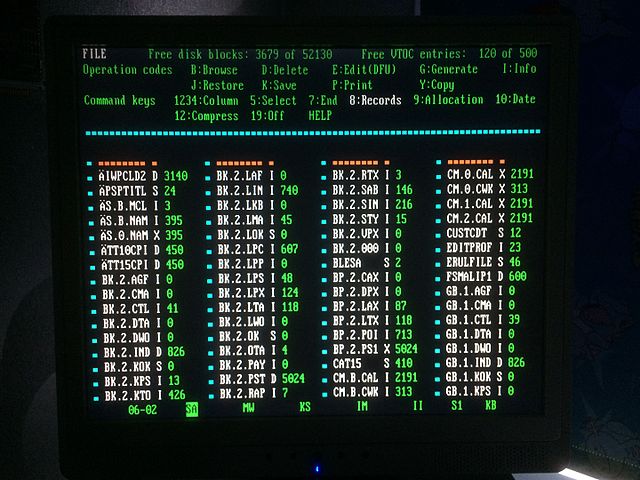 FILE Free disk blocks: 3679 of 52130 Free VTOC entries: 120 of 500
Operation codes B:Browse D:Delete E:Edit(DFU) G:Generate I:Info
J:Restore K:Save P:Print Y:Copy
Command keys 1234:Column 5:Select 7:End 8:Records 9:Allocation 10:Date
12:Compress 19:Off HELP
ÄIWPCLD2 D 3140 BK.2.LAF I 0 BK.2.RTX I 3 CM.0.CAL X 2191
ÄPSPTITL S 24 BK.2.LIN I 740 BK.2.SAB I 146 CM.0.CWK X 313
ÄS.B.MCL I 3 BK.2.LKB I 0 BK.2.SIN I 216 CM.1.CAL X 2191
ÄS.B.NAM I 395 BK.2.LMA I 45 BK.2.STY I 15 CM.2.CAL X 2191
ÄS.0.NAM X 395 BK.2.LOK S 0 BK.2.VPX I 0 CUSTCDT S 12
ÄTT10CPI D 450 BK.2.LPC I 607 BK.2.000 I 0 EDITPROF I 23
ÄTT15CPI D 450 BK.2.LPP I 0 BLESA S 2 ERULFILE S 46
BK.2.AGF I 0 BK.2.LPS I 48 BP.2.CAX I 0 FSMALIP1 D 600
BK.2.CMA I 0 BK.2.LPX I 124 BP.2.DPX I 0 GB.1.AGF I 0
BK.2.CTL I 41 BK.2.LTA I 118 BP.2.LAX I 87 GB.1.CMA I 0
BK.2.DTA I 0 BK.2.LWO I 0 BP.2.LTX I 118 GB.1.CTL I 39
BK.2.DWO I 0 BK.2.OK S 0 BP.2.POI I 713 GB.1.DTA I 0
BK.2.IND D 826 BK.2.OTA I 4 BP.2.PS1 X 5024 GB.1.DWO I 0
BK.2.KOK S 0 BK.2.PAY I 0 CAT15 S 410 GB.1.IND D 826
BK.2.KPS I 13 BK.2.PST D 5024 CM.B.CAL I 2191 GB.1.KOK S 0
BK.2.KTO I 426 BK.2.RAP I 7 CM.B.CWK I 313 GB.1.KPS I 0
06-02 SA MW KS IM II S1 KB